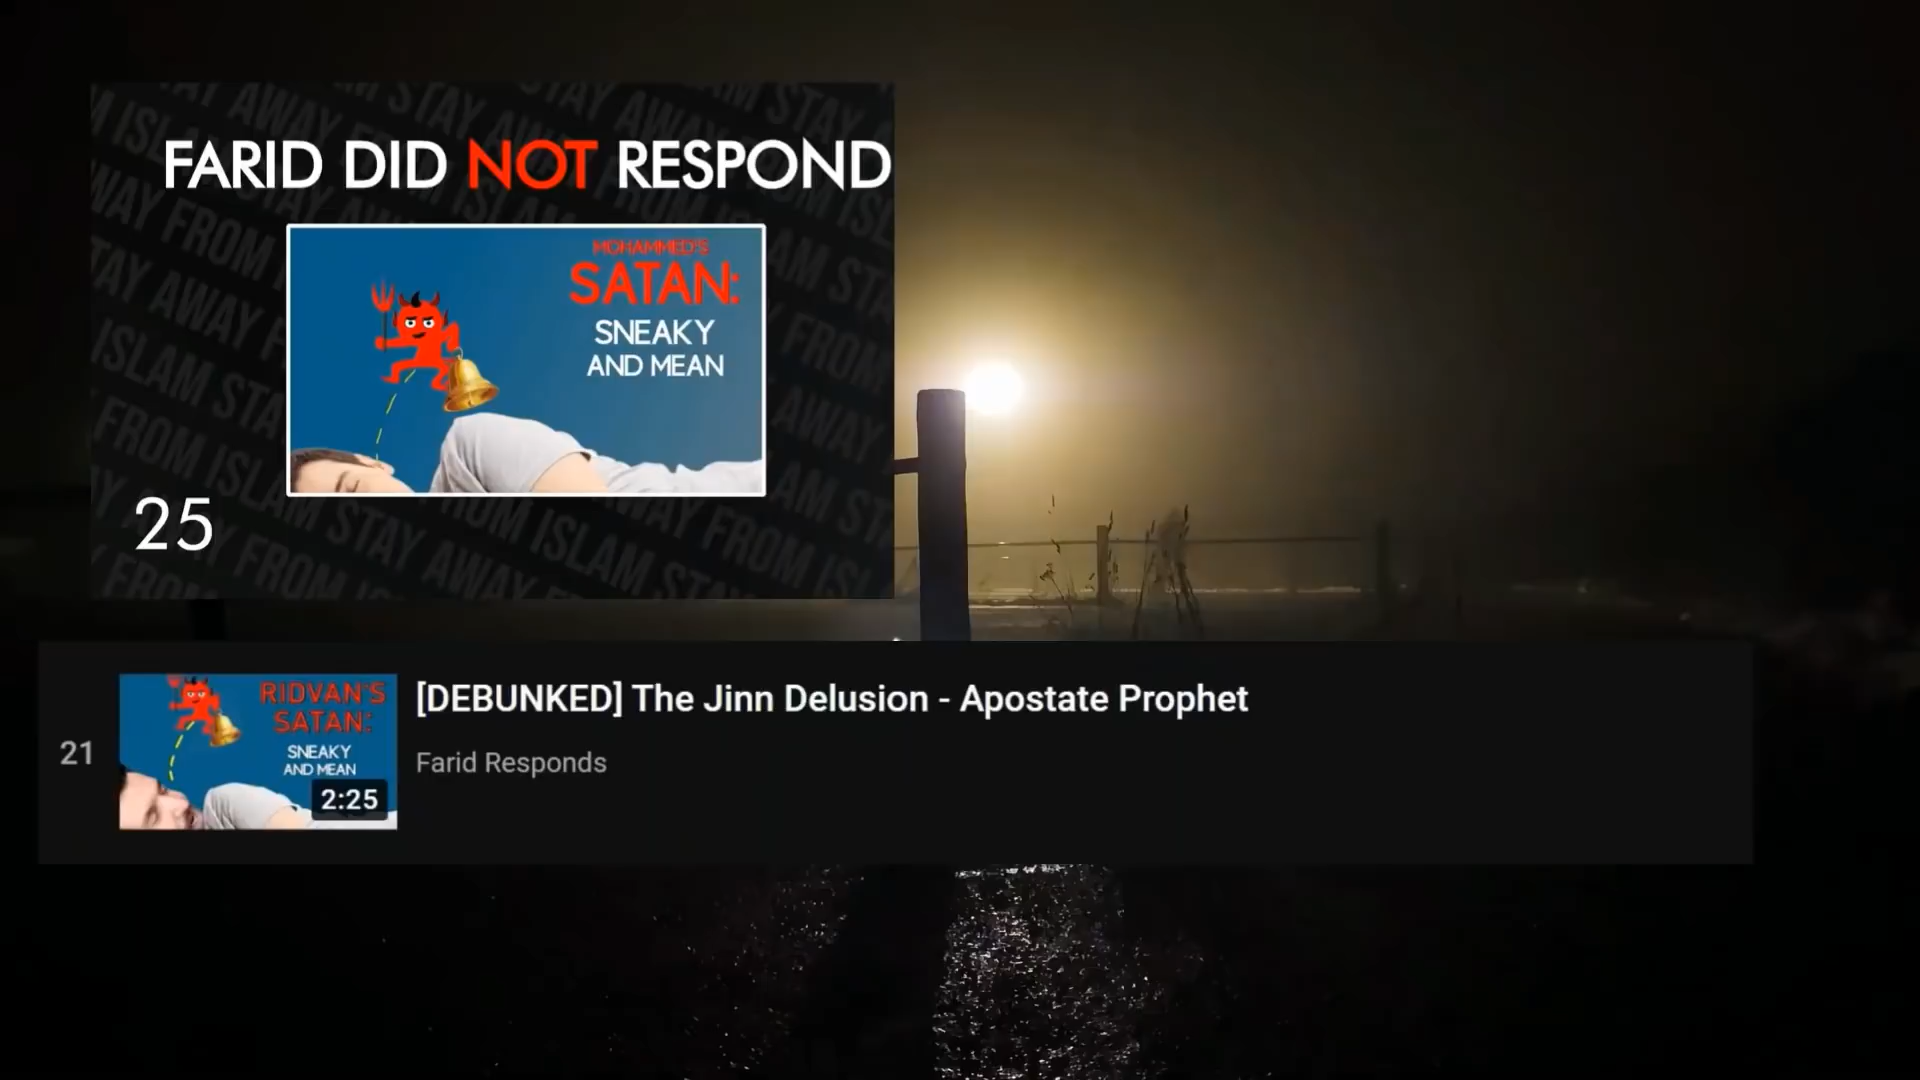 FARID DID NOT RESPOND
MOHAMMED'S
SATAN:
SNEAKY
AND MEAN
25
21
RIDVAN'S
SATAN:
SNEAKY
AND MEAN
2:25
[DEBUNKED] The Jinn Delusion - Apostate Prophet
Farid Responds